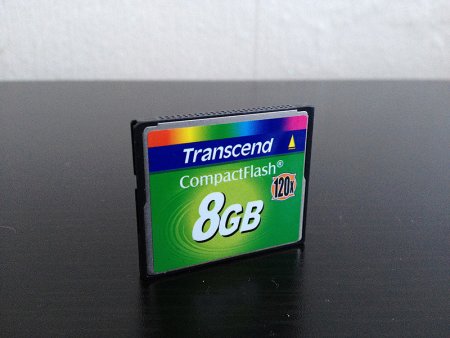 Transcend
CompactFlash®
120x
8GB